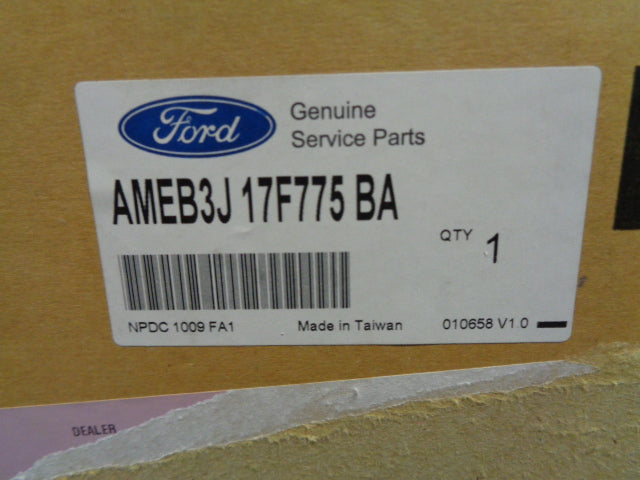 Ford
Genuine
Service Parts
AMEB3J 17F775 BA
QTY 1
NPDC 1009 FA1 Made in Taiwan 010658 V1.0
DEALER